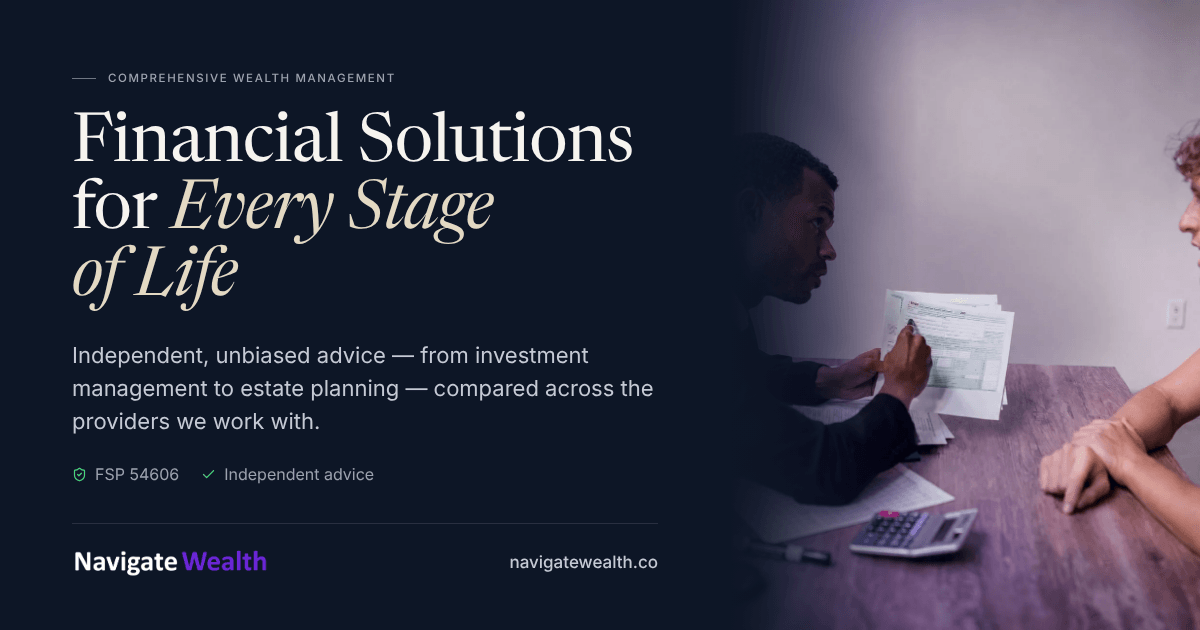 COMPREHENSIVE WEALTH MANAGEMENT
Financial Solutions
for Every Stage
of Life
Independent, unbiased advice — from investment
management to estate planning — compared across the
providers we work with.
FSP 54606 Independent advice
Navigate Wealth navigatewealth.co